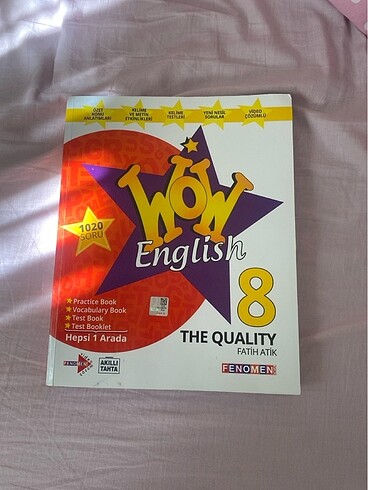 ÖZET
KONU
ANLATIMLARI
KELİME
VE METİN
ETKİNLİKLERİ
KELİME
TESTLERİ
YENİ NESİL
SORULAR
VİDEO
ÇÖZÜMLÜ
WOW
English
1020
SORU
8
Practice Book
Vocabulary Book
Test Book
Test Booklet
Hepsi 1 Arada
THE QUALITY
FATİH ATİK
FENOMEN
AKILLI
TAHTA
FENOMEN